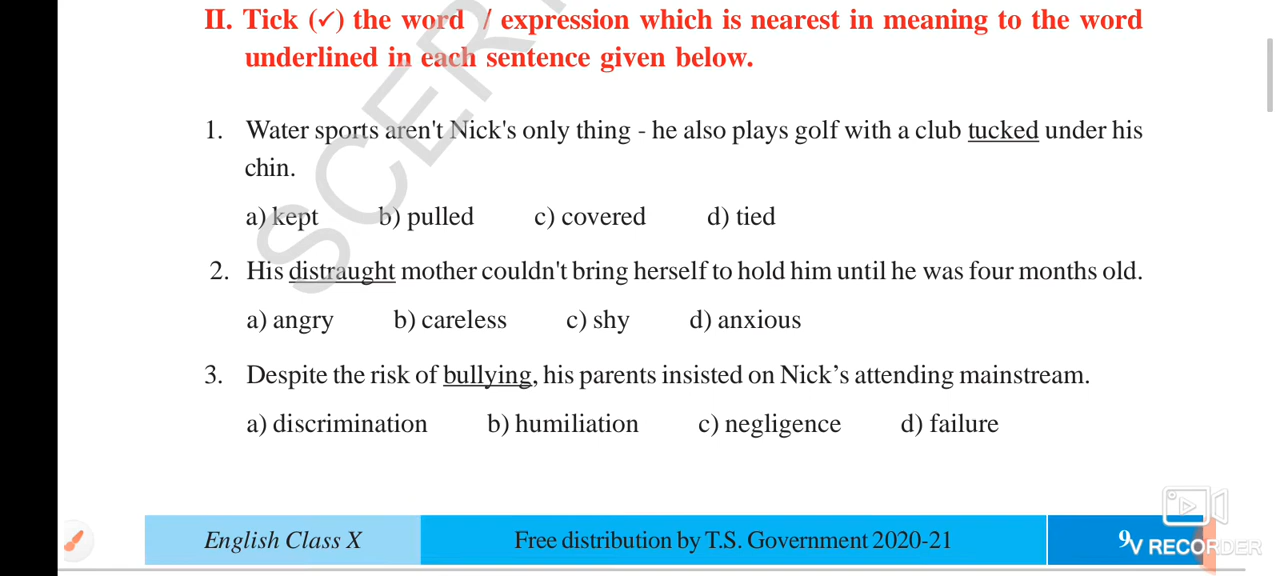 II. Tick (✓) the word / expression which is nearest in meaning to the word
underlined in each sentence given below.
1. Water sports aren't Nick's only thing - he also plays golf with a club tucked under his
chin.
a) kept b) pulled c) covered d) tied
2. His distraught mother couldn't bring herself to hold him until he was four months old.
a) angry b) careless c) shy d) anxious
3. Despite the risk of bullying, his parents insisted on Nick’s attending mainstream.
a) discrimination b) humiliation c) negligence d) failure
SCER
English Class X Free distribution by T.S. Government 2020-21 9
V RECORDER